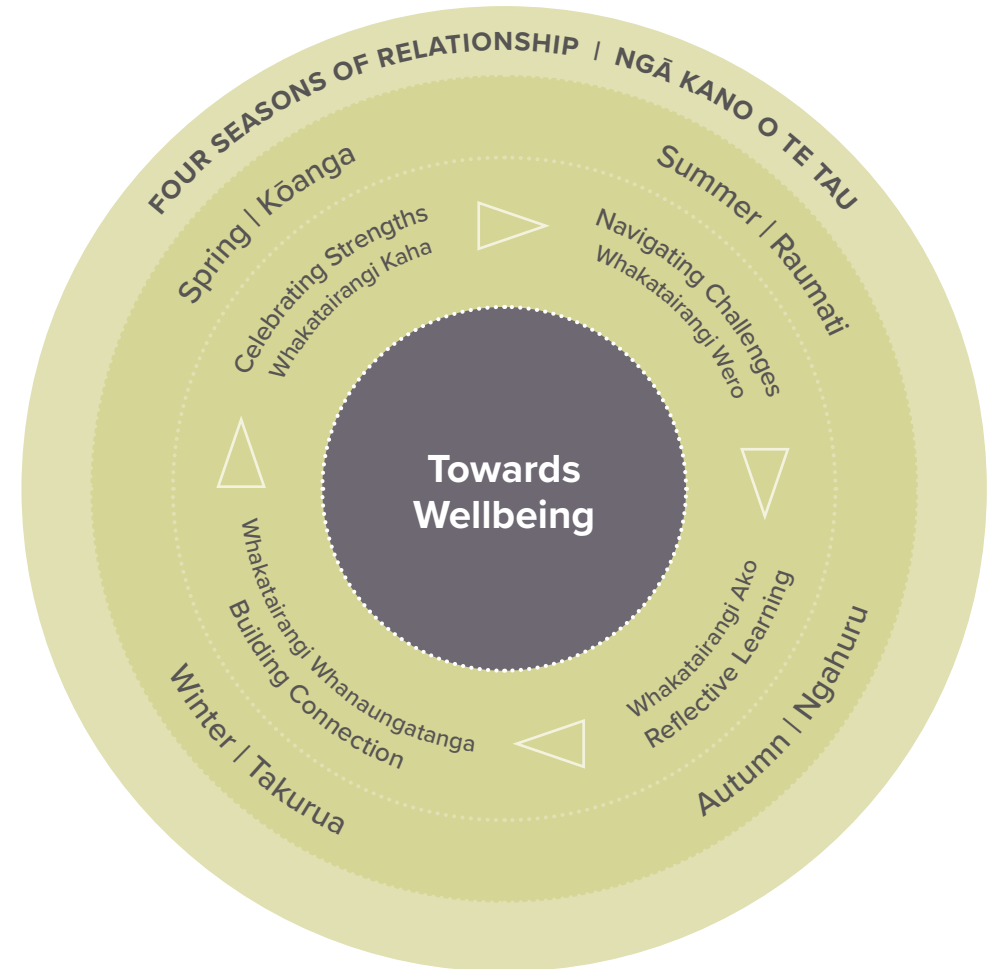 FOUR SEASONS OF RELATIONSHIP | NGĀ KANO O TE TAU
Spring | Kōanga
Celebrating Strengths
Whakatairangi Kaha
Summer | Raumati
Navigating Challenges
Whakatairangi Wero
Towards
Wellbeing
Whakatairangi Ako
Reflective Learning
Autumn | Ngahuru
Whakatairangi Whanaungatanga
Building Connection
Winter | Takurua